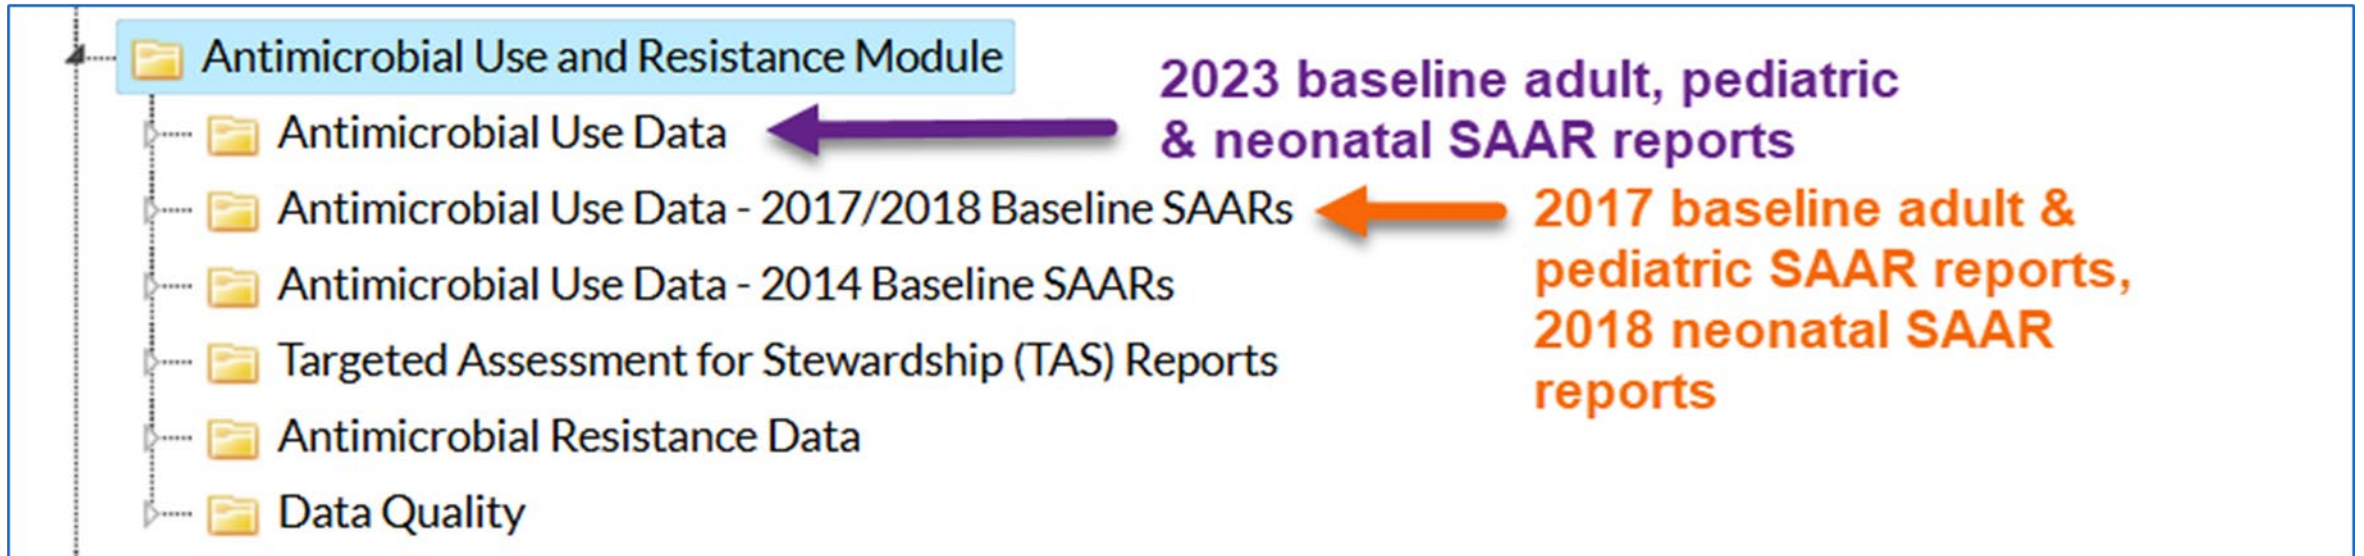 Antimicrobial Use and Resistance Module
Antimicrobial Use Data
2023 baseline adult, pediatric
& neonatal SAAR reports
Antimicrobial Use Data - 2017/2018 Baseline SAARs
2017 baseline adult &
pediatric SAAR reports,
2018 neonatal SAAR
reports
Antimicrobial Use Data - 2014 Baseline SAARs
Targeted Assessment for Stewardship (TAS) Reports
Antimicrobial Resistance Data
Data Quality